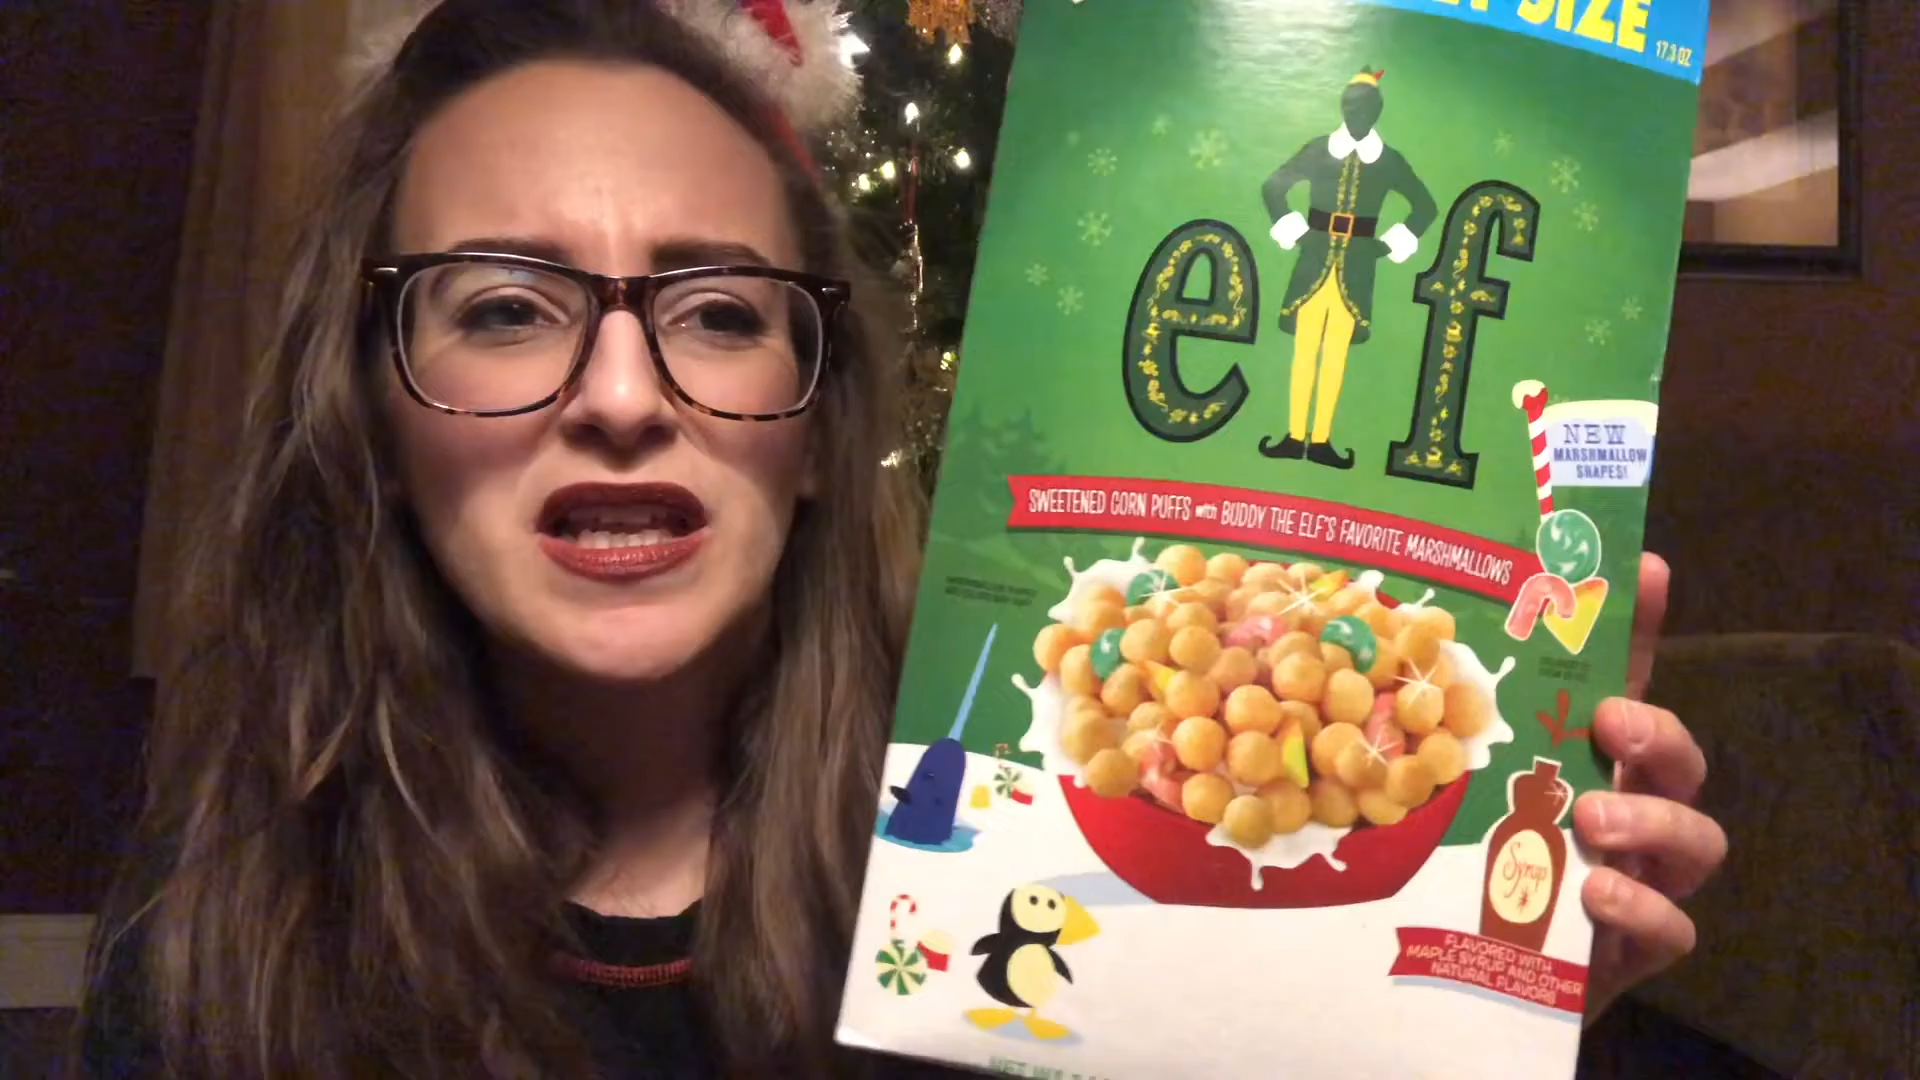 SIZE
17.3 OZ
elf
NEW
MARSHMALLOW
SHAPES!
SWEETENED CORN PUFFS with BUDDY THE ELF'S FAVORITE MARSHMALLOWS
Syrup
FLAVORED WITH
MAPLE SYRUP AND OTHER
NATURAL FLAVORS